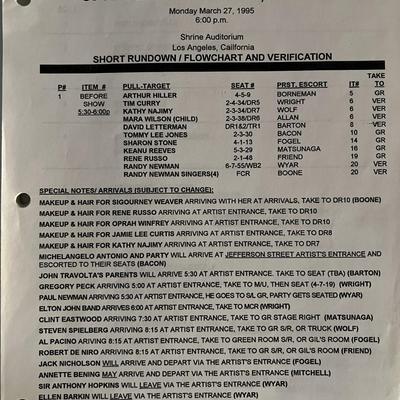 Monday March 27, 1995
6:00 p.m.
Shrine Auditorium
Los Angeles, California
SHORT RUNDOWN / FLOWCHART AND VERIFICATION
TAKE
P# ITEM # PULL-TARGET SEAT # PRST. ESCORT IT# TO
1 BEFORE ARTHUR HILLER 4-5-9 BORNEMAN 5 GR
SHOW TIM CURRY 2-4-34/DR5 WRIGHT 6 VER
5:30-6:00p KATHY NAJIMY 2-3-34/DR7 WOLF 6 VER
MARA WILSON (CHILD) 2-3-38/DR6 ALLAN 6 VER
DAVID LETTERMAN DR1&2/TR1 BARTON 8 VER
TOMMY LEE JONES 2-3-30 BACON 10 GR
SHARON STONE 4-1-13 FOGEL 14 GR
KEANU REEVES 5-3-29 MATSUNAGA 16 GR
RENE RUSSO 2-1-48 FRIEND 19 GR
RANDY NEWMAN 6-7-55/WB2 WYAR 20 VER
RANDY NEWMAN SINGERS(4) FCR BOONE 20 VER
SPECIAL NOTES/ ARRIVALS (SUBJECT TO CHANGE):
MAKEUP & HAIR FOR SIGOURNEY WEAVER ARRIVING WITH HER AT ARRIVALS, TAKE TO DR10 (BOONE)
MAKEUP & HAIR FOR RENE RUSSO ARRIVING AT ARTIST ENTRANCE, TAKE TO DR10
MAKEUP & HAIR FOR OPRAH WINFREY ARRIVING AT ARTIST ENTRANCE, TAKE TO DR10
MAKEUP & HAIR FOR JAMIE LEE CURTIS ARRIVING AT ARTIST ENTRANCE, TAKE TO DR8
MAKEUP & HAIR FOR KATHY NAJIMY ARRIVING AT ARTIST ENTRANCE, TAKE TO DR7
MICHELANGELO ANTONIO AND PARTY WILL ARRIVE AT JEFFERSON STREET ARTIST'S ENTRANCE AND
ESCORTED TO THEIR SEATS (BACON)
JOHN TRAVOLTA'S PARENTS WILL ARRIVE 5:30 AT ARTIST ENTRANCE. TAKE TO SEAT (TBA) (BARTON)
GREGORY PECK ARRIVING 5:00 AT ARTIST ENTRANCE, TAKE TO M/U, THEN SEAT (4-7-19) (WRIGHT)
PAUL NEWMAN ARRIVING 5:30 AT ARTIST ENTRANCE, HE GOES TO S/L GR, PARTY GETS SEATED (WYAR)
ELTON JOHN BAND ARRIVES 6:00 AT ARTIST ENTRANCE, TAKE TO MCR (WRIGHT)
CLINT EASTWOOD ARRIVING 7:30 AT ARTIST ENTRANCE, TAKE TO GR STAGE RIGHT (MATSUNAGA)
STEVEN SPIELBERG ARRIVING 8:15 AT ARTIST ENTRANCE, TAKE TO GR S/R, OR TRUCK (WOLF)
AL PACINO ARIVING 8:15 AT ARTIST ENTRANCE, TAKE TO GREEN ROOM S/R, OR GIL'S ROOM (FOGEL)
ROBERT DE NIRO ARRIVING 8:15 AT ARTIST ENTRANCE, TAKE TO GR S/R, OR GIL'S ROOM (FRIEND)
JACK NICHOLSON WILL ARRIVE AND DEPART VIA THE ARTIST'S ENTRANCE (FOGEL)
ANNETTE BENING MAY ARRIVE AND DEPART VIA THE ARTIST'S ENTRANCE (MITCHELL)
SIR ANTHONY HOPKINS WILL LEAVE VIA THE ARTIST'S ENTRANCE (WYAR)
ELLEN BARKIN WILL LEAVE VIA THE ARTIST'S ENTRANCE (WYAR)